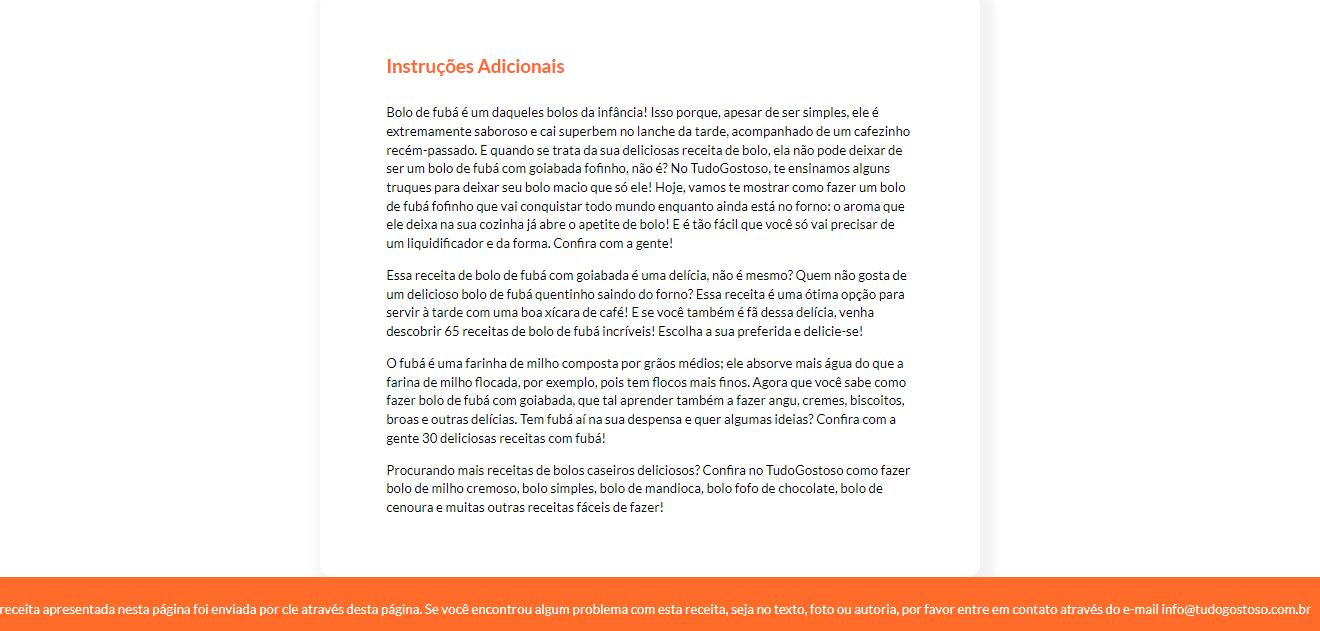 Instruções Adicionais
Bolo de fubá é um daqueles bolos da infância! Isso porque, apesar de ser simples, ele é
extremamente saboroso e cai superbem no lanche da tarde, acompanhado de um cafezinho
recém-passado. E quando se trata da sua deliciosas receita de bolo, ela não pode deixar de
ser um bolo de fubá com goiabada fofinho, não é? No TudoGostoso, te ensinamos alguns
truques para deixar seu bolo macio que só ele! Hoje, vamos te mostrar como fazer um bolo
de fubá fofinho que vai conquistar todo mundo enquanto ainda está no forno: o aroma que
ele deixa na sua cozinha já abre o apetite de bolo! E é tão fácil que você só vai precisar de
um liquidificador e da forma. Confira com a gente!
Essa receita de bolo de fubá com goiabada é uma delícia, não é mesmo? Quem não gosta de
um delicioso bolo de fubá quentinho saindo do forno? Essa receita é uma ótima opção para
servir à tarde com uma boa xícara de café! E se você também é fã dessa delícia, venha
descobrir 65 receitas de bolo de fubá incríveis! Escolha a sua preferida e delicie-se!
O fubá é uma farinha de milho composta por grãos médios; ele absorve mais água do que a
farina de milho flocada, por exemplo, pois tem flocos mais finos. Agora que você sabe como
fazer bolo de fubá com goiabada, que tal aprender também a fazer angu, cremes, biscoitos,
broas e outras delícias. Tem fubá aí na sua despensa e quer algumas ideias? Confira com a
gente 30 deliciosas receitas com fubá!
Procurando mais receitas de bolos caseiros deliciosos? Confira no TudoGostoso como fazer
bolo de milho cremoso, bolo simples, bolo de mandioca, bolo fofo de chocolate, bolo de
cenoura e muitas outras receitas fáceis de fazer!
receita apresentada nesta página foi enviada por cle através desta página. Se você encontrou algum problema com esta receita, seja no texto, foto ou autoria, por favor entre em contato através do e-mail info@tudogostoso.com.br